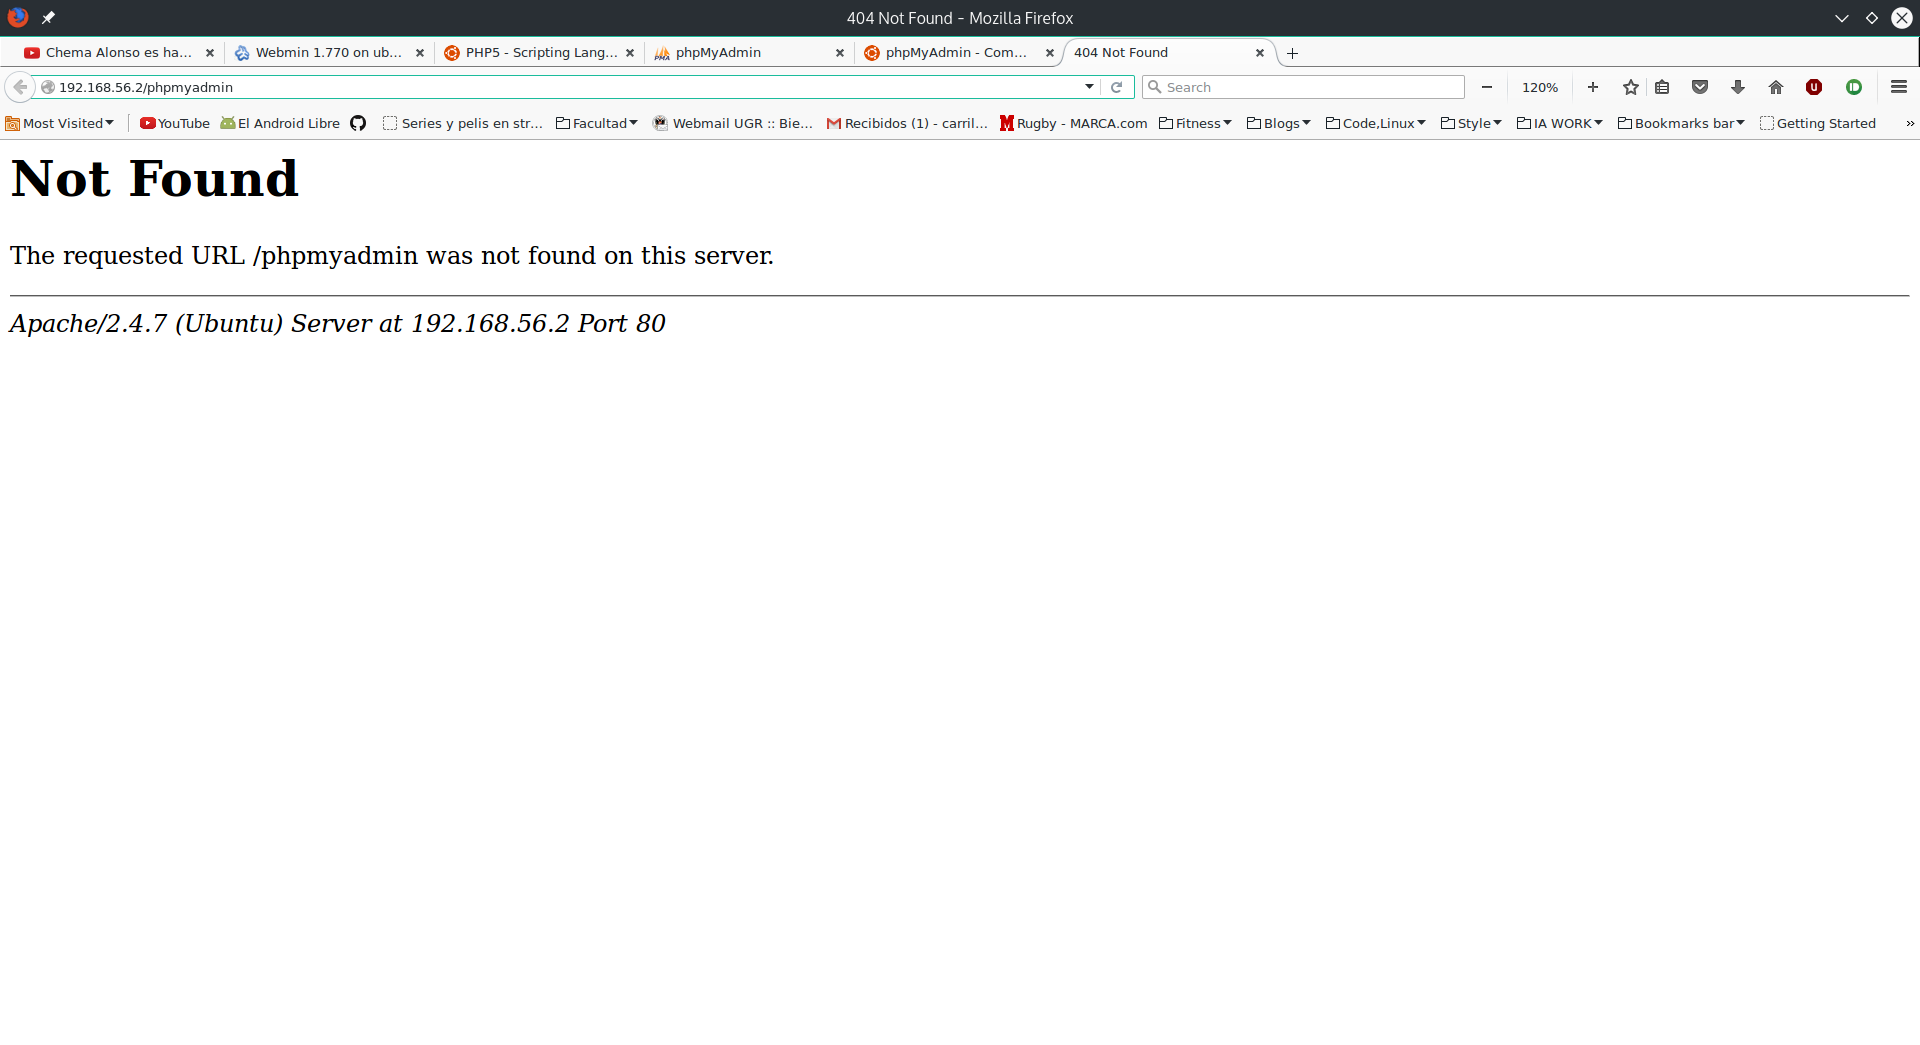 404 Not Found - Mozilla Firefox
Chema Alonso es ha... Webmin 1.770 on ub... PHP5 - Scripting Lang... phpMyAdmin phpMyAdmin - Com... 404 Not Found
192.168.56.2/phpmyadmin Search 120%
Most Visited YouTube El Android Libre Series y pelis en str... Facultad Webmail UGR :: Bie... Recibidos (1) - carril... Rugby - MARCA.com Fitness Blogs Code,Linux Style IA WORK Bookmarks bar Getting Started »
Not Found
The requested URL /phpmyadmin was not found on this server.
Apache/2.4.7 (Ubuntu) Server at 192.168.56.2 Port 80